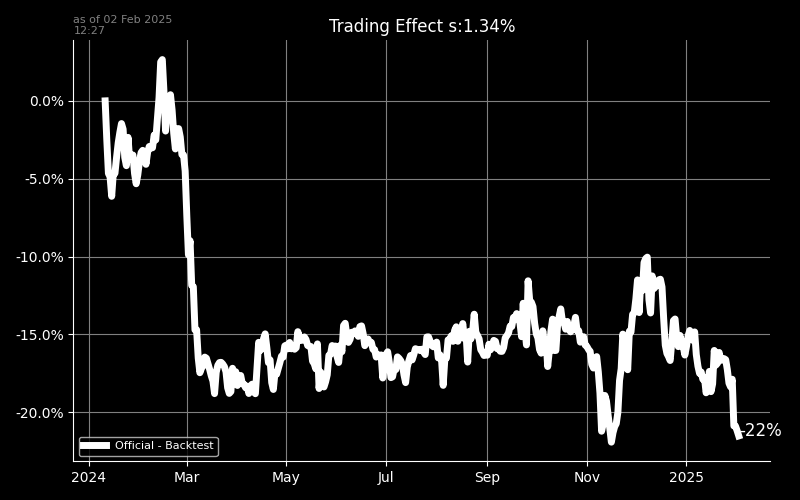 as of 02 Feb 2025
12:27
Trading Effect s:1.34%
0.0%
-5.0%
-10.0%
-15.0%
-20.0%
-22%
Official - Backtest
2024 Mar May Jul Sep Nov 2025